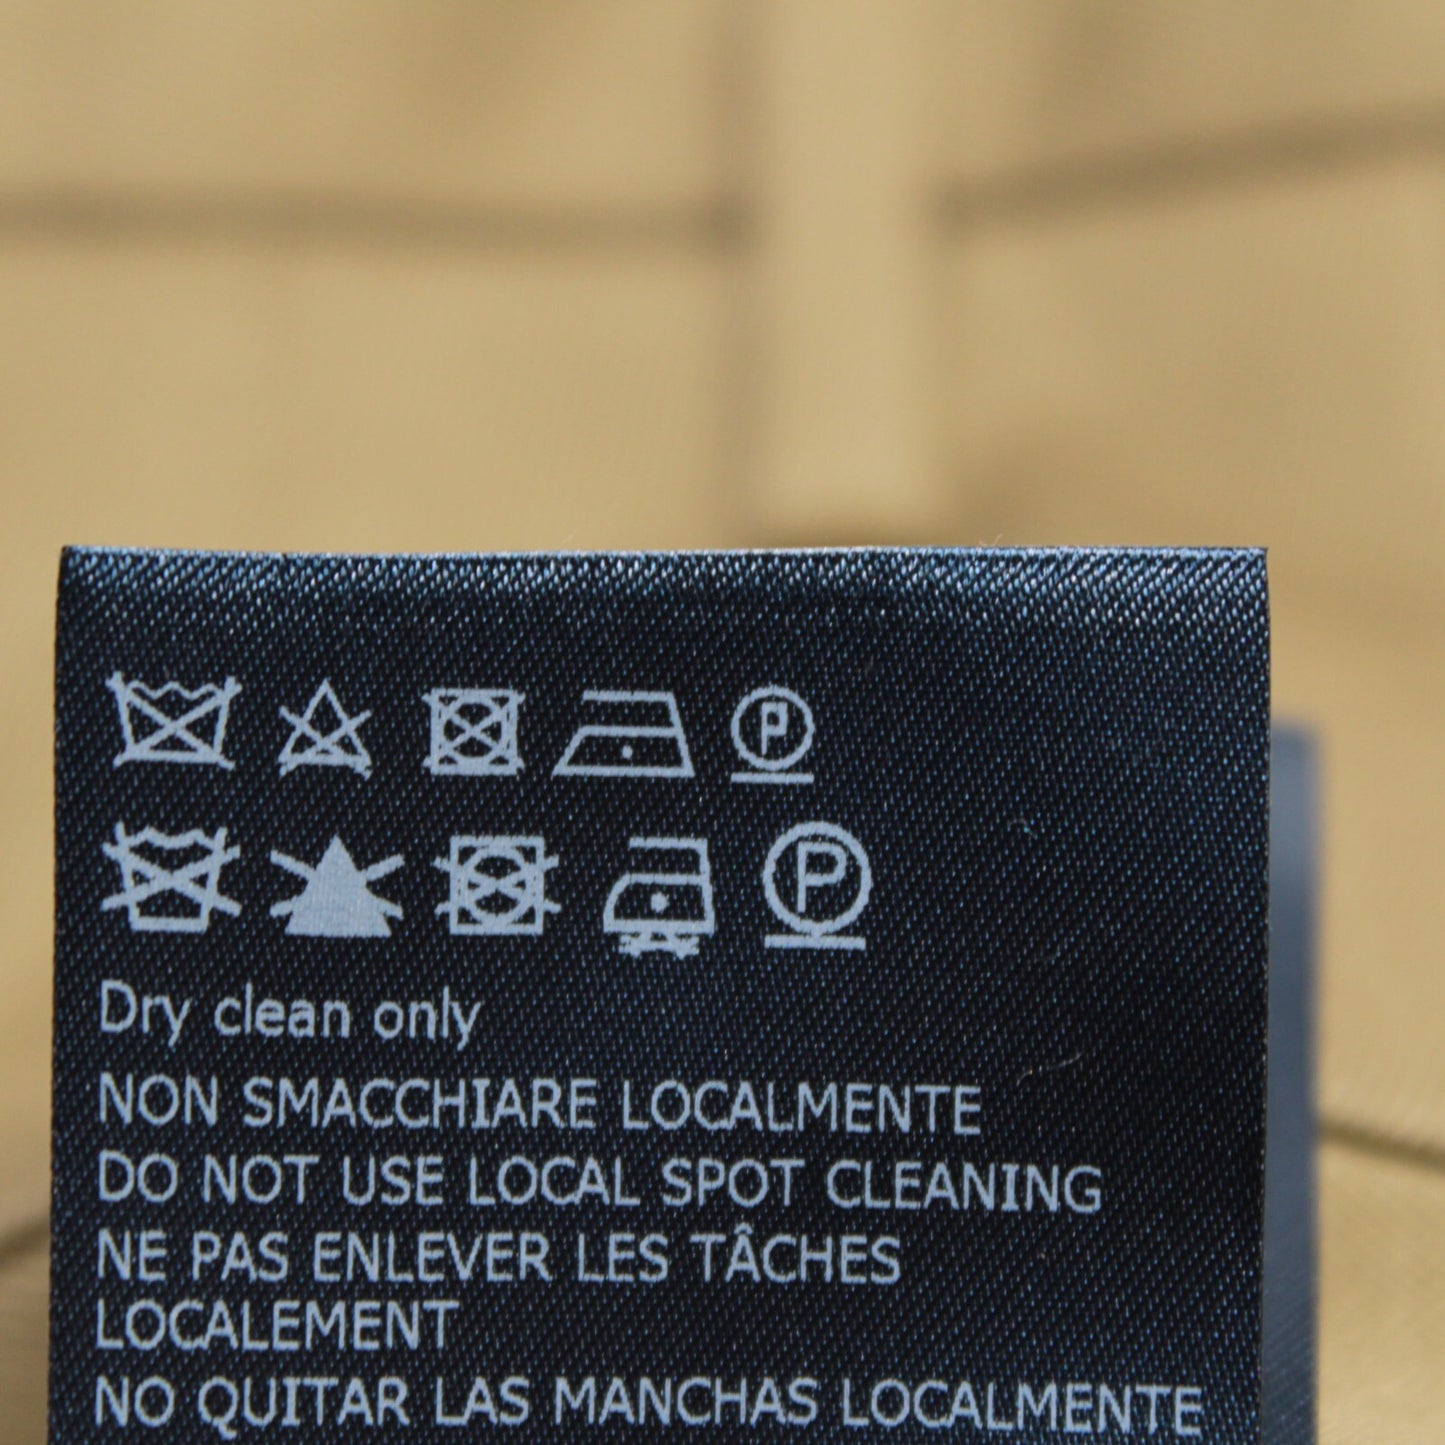 P
P
Dry clean only
NON SMACCHIARE LOCALMENTE
DO NOT USE LOCAL SPOT CLEANING
NE PAS ENLEVER LES TÂCHES
LOCALEMENT
NO QUITAR LAS MANCHAS LOCALMENTE